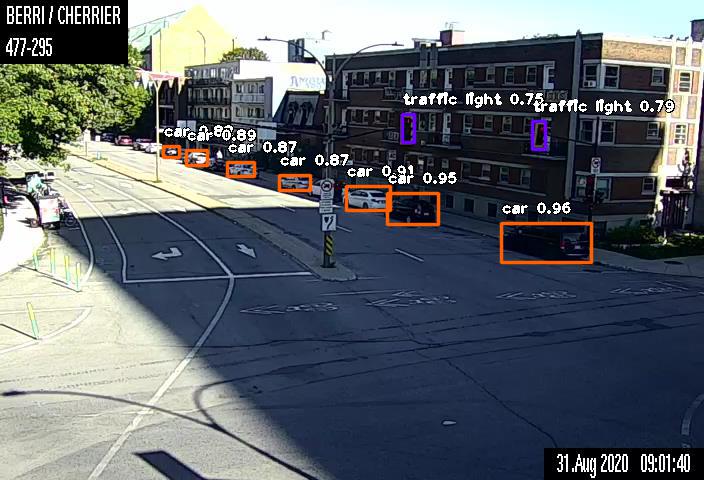 BERRI / CHERRIER
477-295
traffic light 0.75
traffic light 0.79
car 0.89
car 0.87
car 0.87
car 0.91
car 0.95
car 0.96
31.Aug 2020 09:01:40